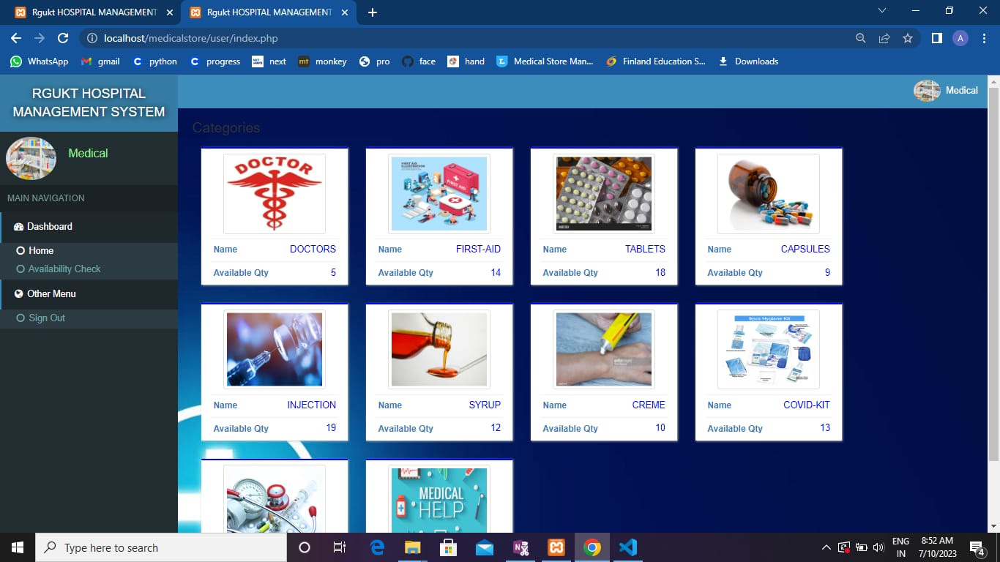 Rgukt HOSPITAL MANAGEMENT
Rgukt HOSPITAL MANAGEMENT
localhost/medicalstore/user/index.php
A
WhatsApp
gmail
python
progress
next
monkey
pro
face
hand
Medical Store Man...
Finland Education S...
Downloads
RGUKT HOSPITAL
MANAGEMENT SYSTEM
Medical
Medical
MAIN NAVIGATION
Dashboard
Home
Availability Check
Other Menu
Sign Out
Categories
DOCTOR
Name DOCTORS
Available Qty 5
FIRST AID
ILLUSTRATION
FIRST AID
Name FIRST-AID
Available Qty 14
Name TABLETS
Available Qty 18
Name CAPSULES
Available Qty 9
Name INJECTION
Available Qty 19
Name SYRUP
Available Qty 12
Name CREME
Available Qty 10
9pcs Hygiene Kit
Name COVID-KIT
Available Qty 13
MEDICAL
HELP
Type here to search
ENG
IN
8:52 AM
7/10/2023
4